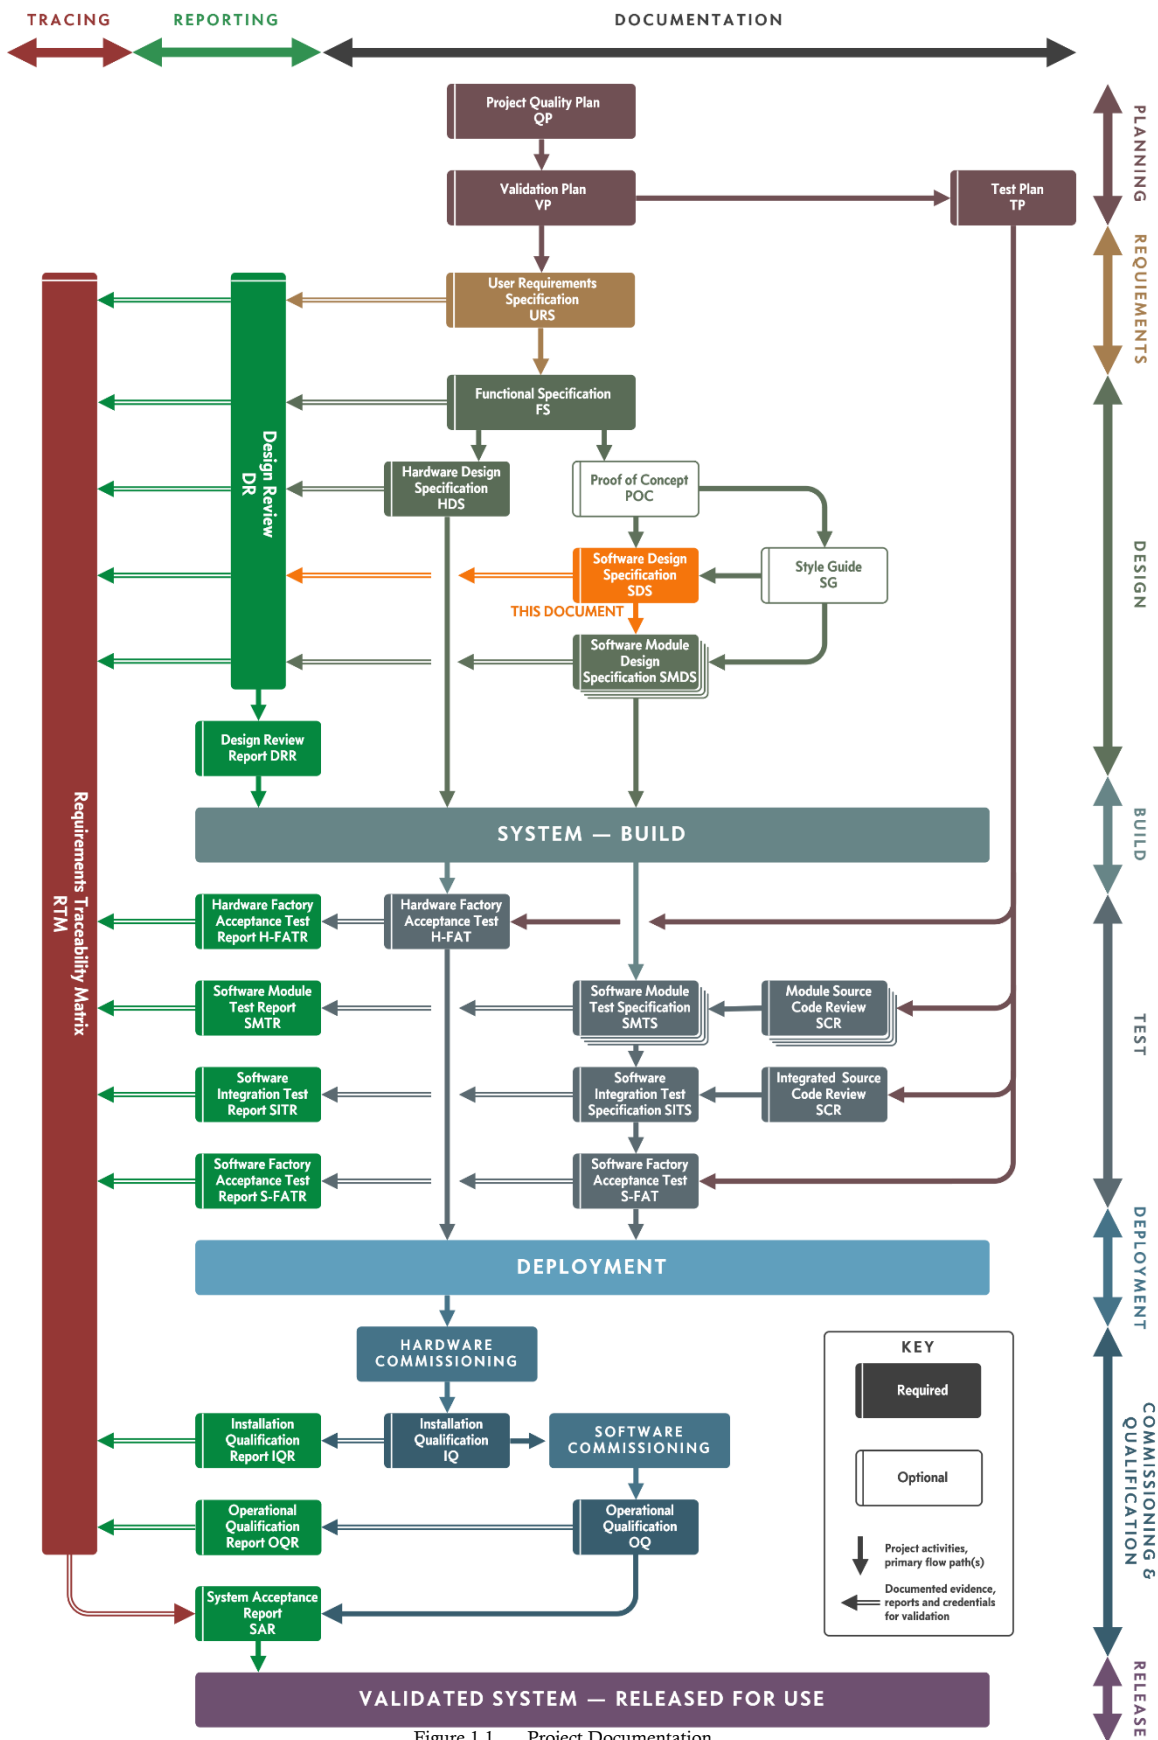 TRACING
REPORTING
DOCUMENTATION
Project Quality Plan
QP
Validation Plan
VP
Test Plan
TP
PLANNING
User Requirements
Specification
URS
REQUIEMENTS
Functional Specification
FS
Design Review
DR
Hardware Design
Specification
HDS
Proof of Concept
POC
Software Design
Specification
SDS
Style Guide
SG
DESIGN
THIS DOCUMENT
Software Module
Design
Specification SMDS
Design Review
Report DRR
Requirements Traceability Matrix
RTM
SYSTEM — BUILD
BUILD
Hardware Factory
Acceptance Test
Report H-FATR
Hardware Factory
Acceptance Test
H-FAT
Software Module
Test Report
SMTR
Software Module
Test Specification
SMTS
Module Source
Code Review
SCR
TEST
Software
Integration Test
Report SITR
Software
Integration Test
Specification SITS
Integrated Source
Code Review
SCR
Software Factory
Acceptance Test
Report S-FATR
Software Factory
Acceptance Test
S-FAT
DEPLOYMENT
DEPLOYMENT
HARDWARE
COMMISSIONING
Installation
Qualification
Report IQR
Installation
Qualification
IQ
SOFTWARE
COMMISSIONING
Operational
Qualification
Report OQR
Operational
Qualification
OQ
KEY
Required
Optional
Project activities,
primary flow path(s)
Documented evidence,
reports and credentials
for validation
COMMISSIONING &
QUALIFICATION
System Acceptance
Report
SAR
VALIDATED SYSTEM — RELEASED FOR USE
RELEASE
Figure 1.1 Project Documentation